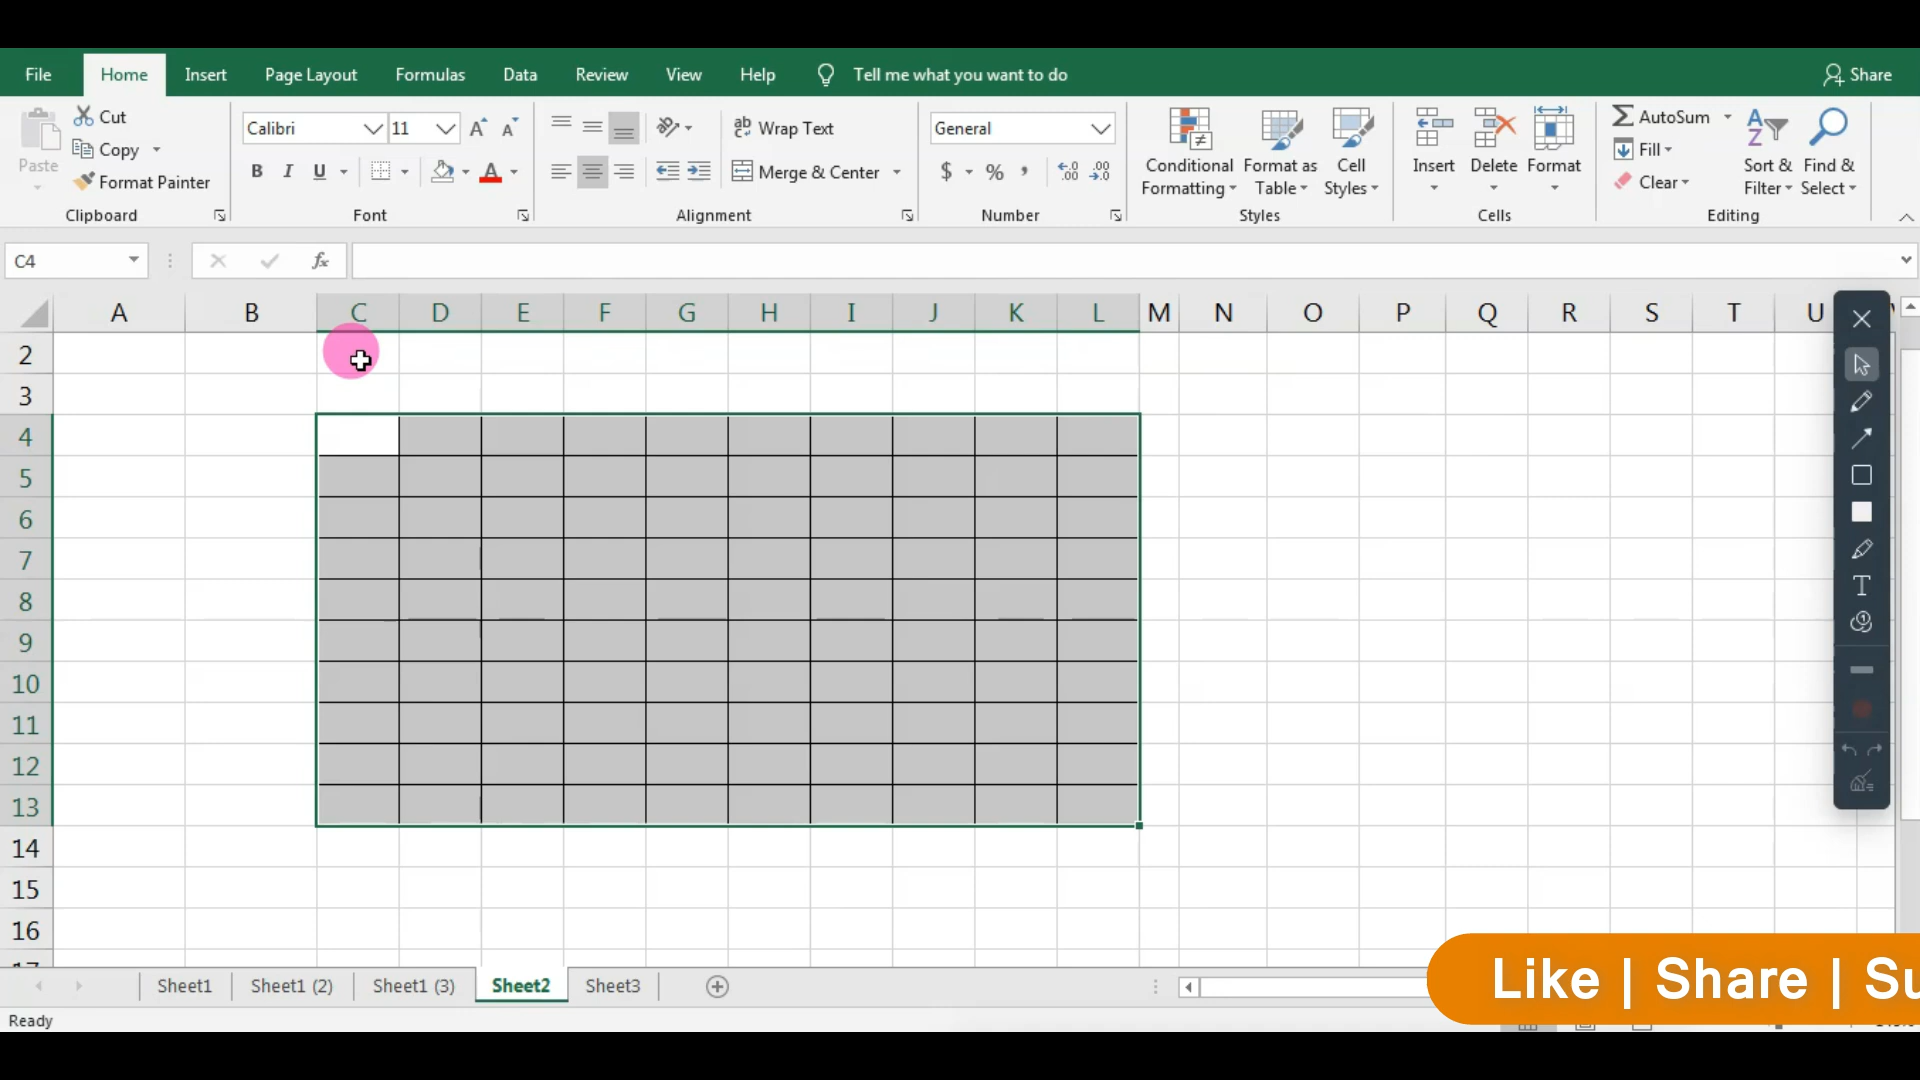 File Home Insert Page Layout Formulas Data Review View Help Tell me what you want to do Share
Paste Cut Copy Format Painter
Clipboard
Calibri 11
B I U A
Font
ab Wrap Text
Merge & Center
Alignment
General
$ % , .00 .0
Number
Conditional Formatting Format as Table Cell Styles
Styles
Insert Delete Format
Cells
AutoSum Fill Clear Sort & Filter Find & Select
Editing
C4 fx
A B C D E F G H I J K L M N O P Q R S T U
2
3
4
5
6
7
8
9
10
11
12
13
14
15
16
T
Sheet1 Sheet1 (2) Sheet1 (3) Sheet2 Sheet3
Like | Share |
Ready